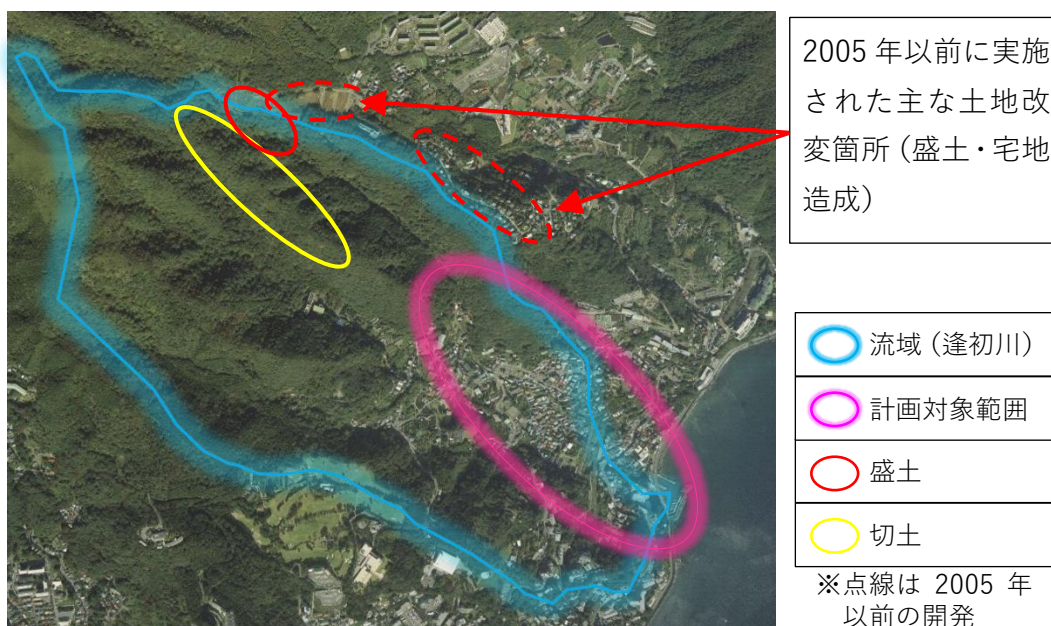 2005 年以前に実施
された主な土地改
変箇所（盛土・宅地
造成）
流域（逢初川）
計画対象範囲
盛土
切土
※点線は 2005 年
以前の開発